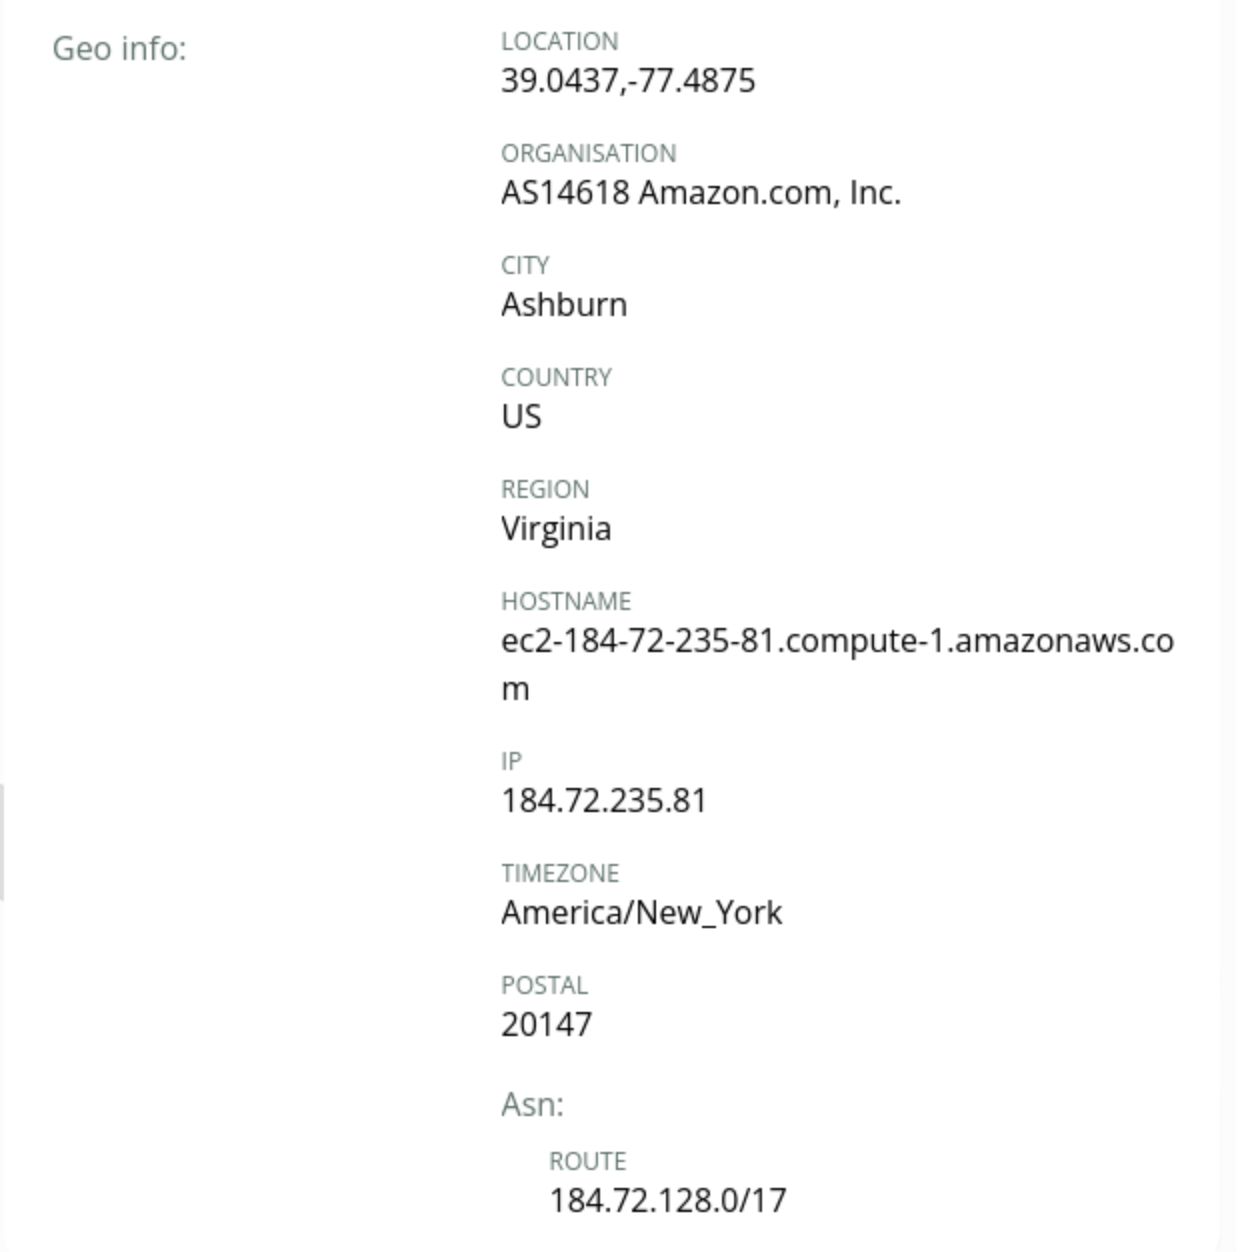 Geo info:
LOCATION
39.0437,-77.4875
ORGANISATION
AS14618 Amazon.com, Inc.
CITY
Ashburn
COUNTRY
US
REGION
Virginia
HOSTNAME
ec2-184-72-235-81.compute-1.amazonaws.co
m
IP
184.72.235.81
TIMEZONE
America/New_York
POSTAL
20147
Asn:
ROUTE
184.72.128.0/17